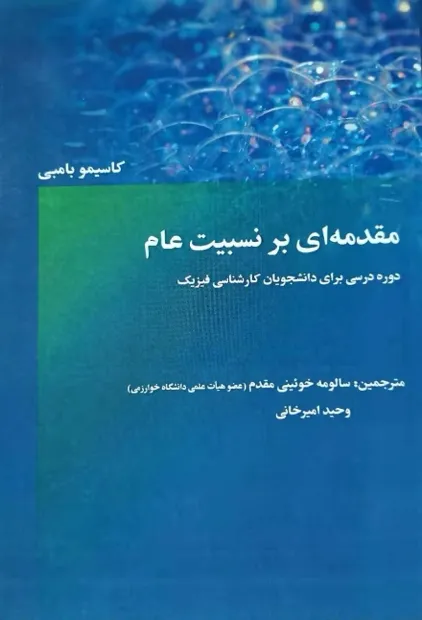 کاسیمو بامبی
مقدمه‌ای بر نسبیت عام
دوره درسی برای دانشجویان کارشناسی فیزیک
مترجمین: سالومه خوئینی مقدم (عضو هیأت علمی دانشگاه خوارزمی)
وحید امیرخانی